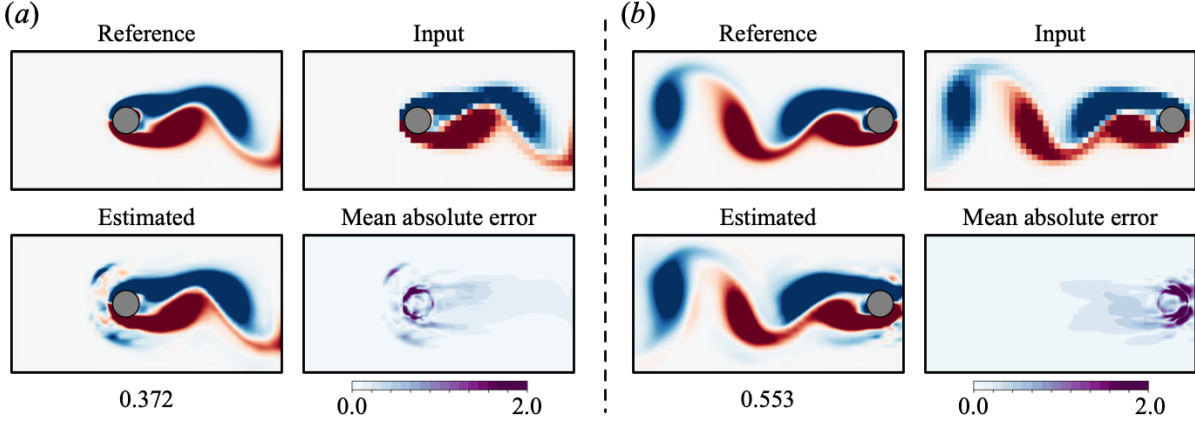 (a)
Reference Input
Estimated Mean absolute error
0.372
0.0 2.0
(b)
Reference Input
Estimated Mean absolute error
0.553
0.0 2.0